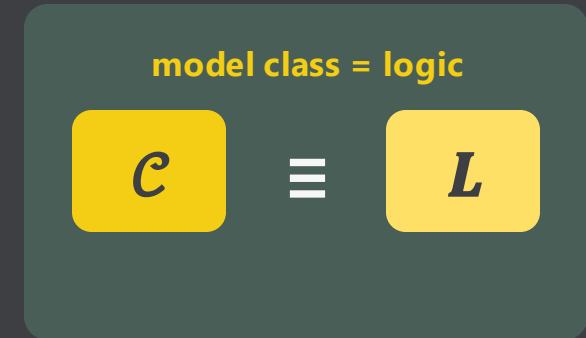 model class = logic
𝒞 ≡ L